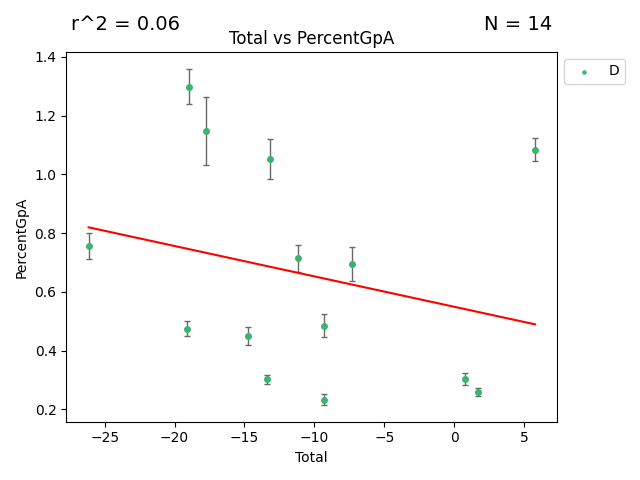 r^2 = 0.06
N = 14
Total vs PercentGpA
D
PercentGpA
1.4
1.2
1.0
0.8
0.6
0.4
0.2
−25
−20
−15
−10
−5
0
5
Total